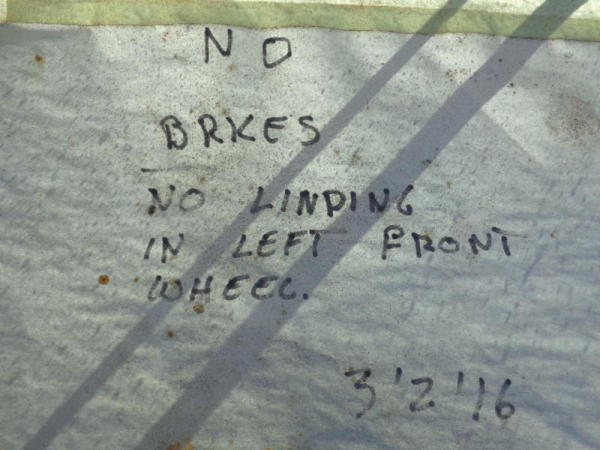 NO
BRKES
NO LINDING
IN LEFT FRONT
WHEEL.
3'2'16